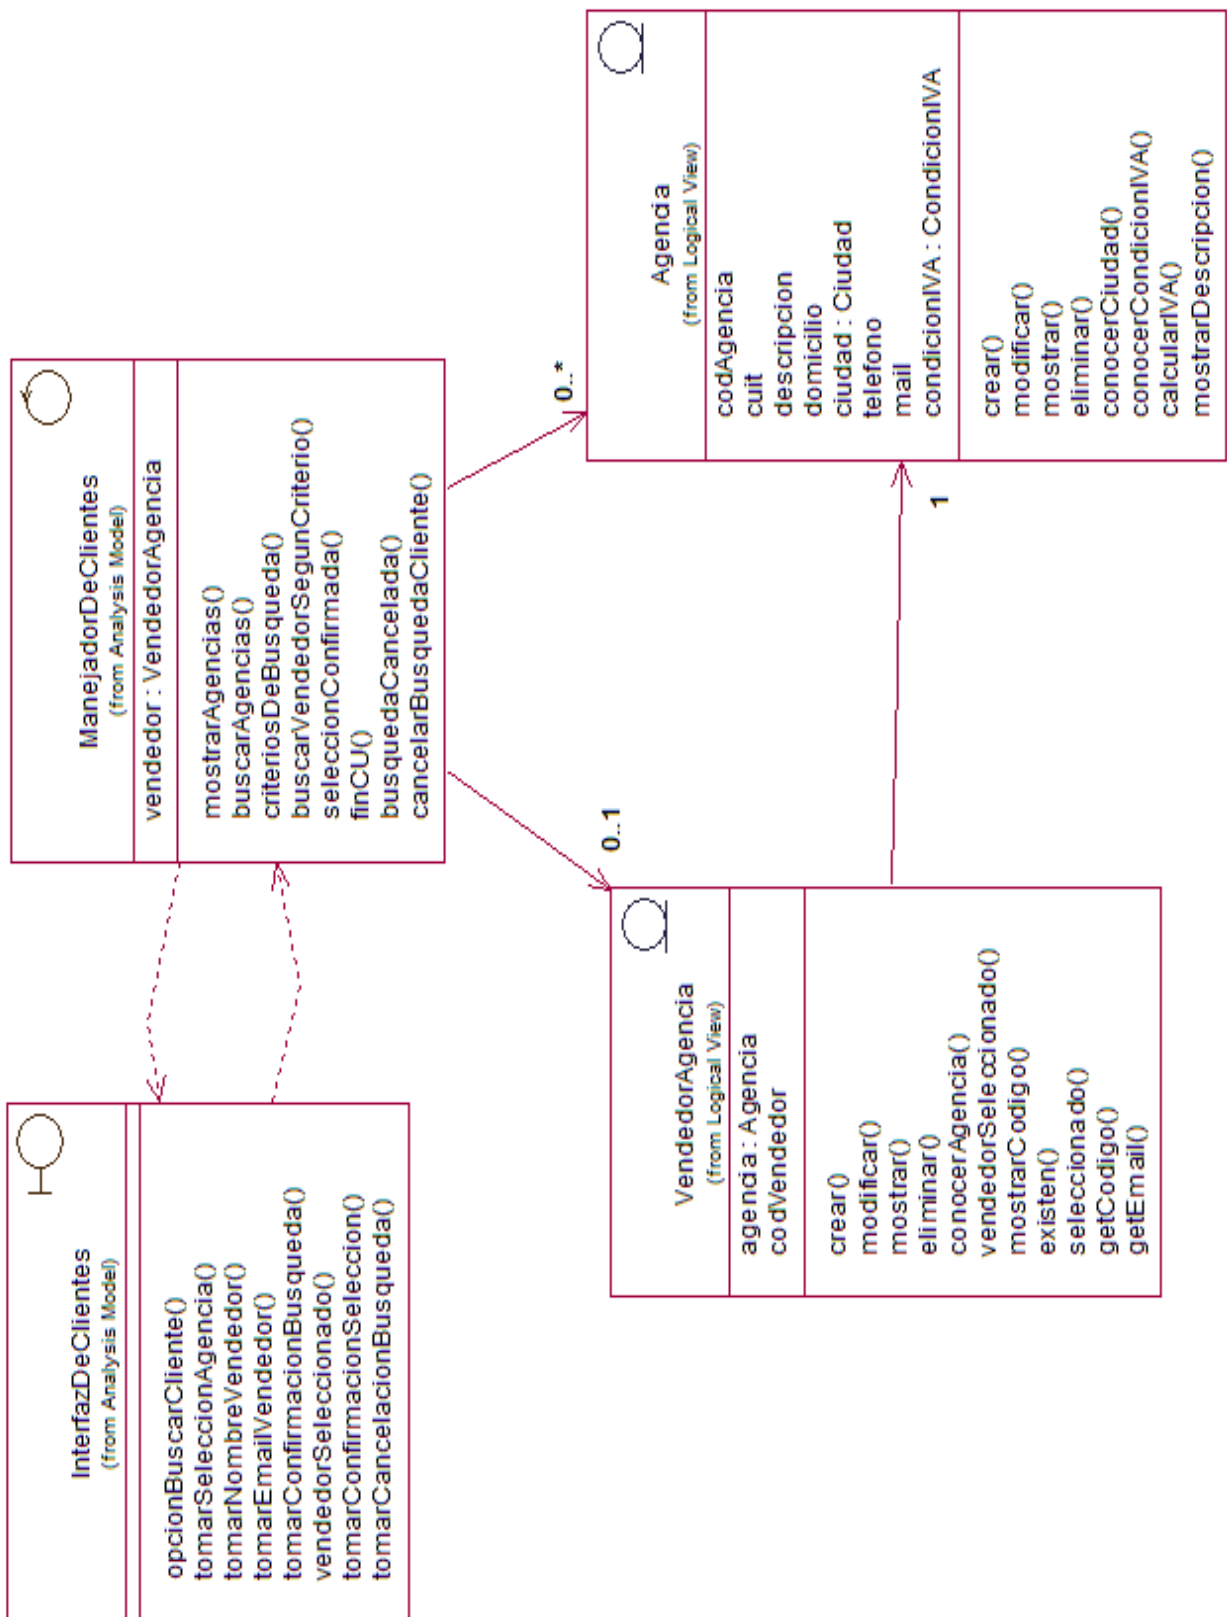 InterfazDeClientes
(from Analysis Model)
opcionBuscarCliente()
tomarSeleccionAgencia()
tomarNombreVendedor()
tomarEmailVendedor()
tomarConfirmacionBusqueda()
vendedorSeleccionado()
tomarConfirmacionSeleccion()
tomarCancelacionBusqueda()
ManejadorDeClientes
(from Analysis Model)
vendedor : VendedorAgencia
mostrarAgencias()
buscarAgencias()
criteriosDeBusqueda()
buscarVendedorSegunCriterio()
seleccionConfirmada()
finCU()
busquedaCancelada()
cancelarBusquedaCliente()
0..1
0..*
VendedorAgencia
(from Logical View)
agencia : Agencia
codVendedor
crear()
modificar()
mostrar()
eliminar()
conocerAgencia()
vendedorSeleccionado()
mostrarCodigo()
existen()
seleccionado()
getCodigo()
getEmail()
1
Agencia
(from Logical View)
codAgencia
cuit
descripcion
domicilio
ciudad : Ciudad
telefono
mail
condicionIVA : CondicionIVA
crear()
modificar()
mostrar()
eliminar()
conocerCiudad()
conocerCondicionIVA()
calcularIVA()
mostrarDescripcion()